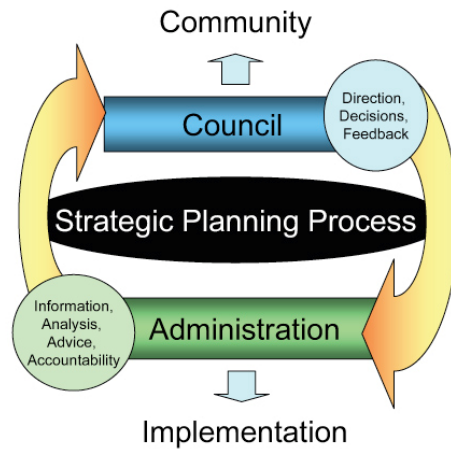 Community
Council
Direction,
Decisions,
Feedback
Strategic Planning Process
Information,
Analysis,
Advice,
Accountability
Administration
Implementation